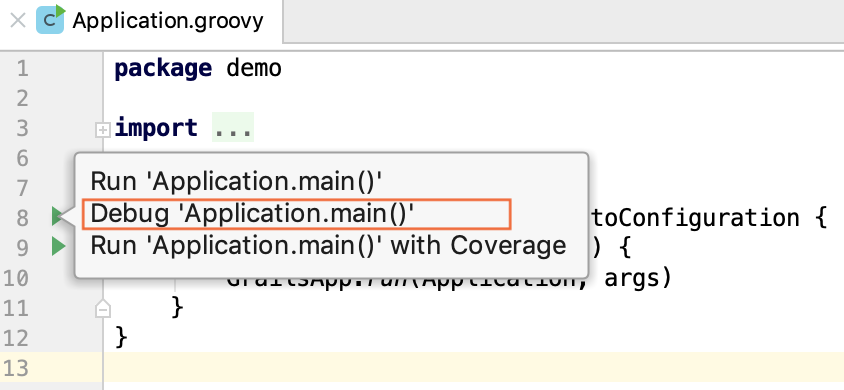 C Application.groovy
1 package demo
2
3 import ...
6
7
Run 'Application.main()'
8 Debug 'Application.main()' toConfiguration {
9 Run 'Application.main()' with Coverage ) {
10 GrailsApp.run(Application, args)
11 }
12 }
13